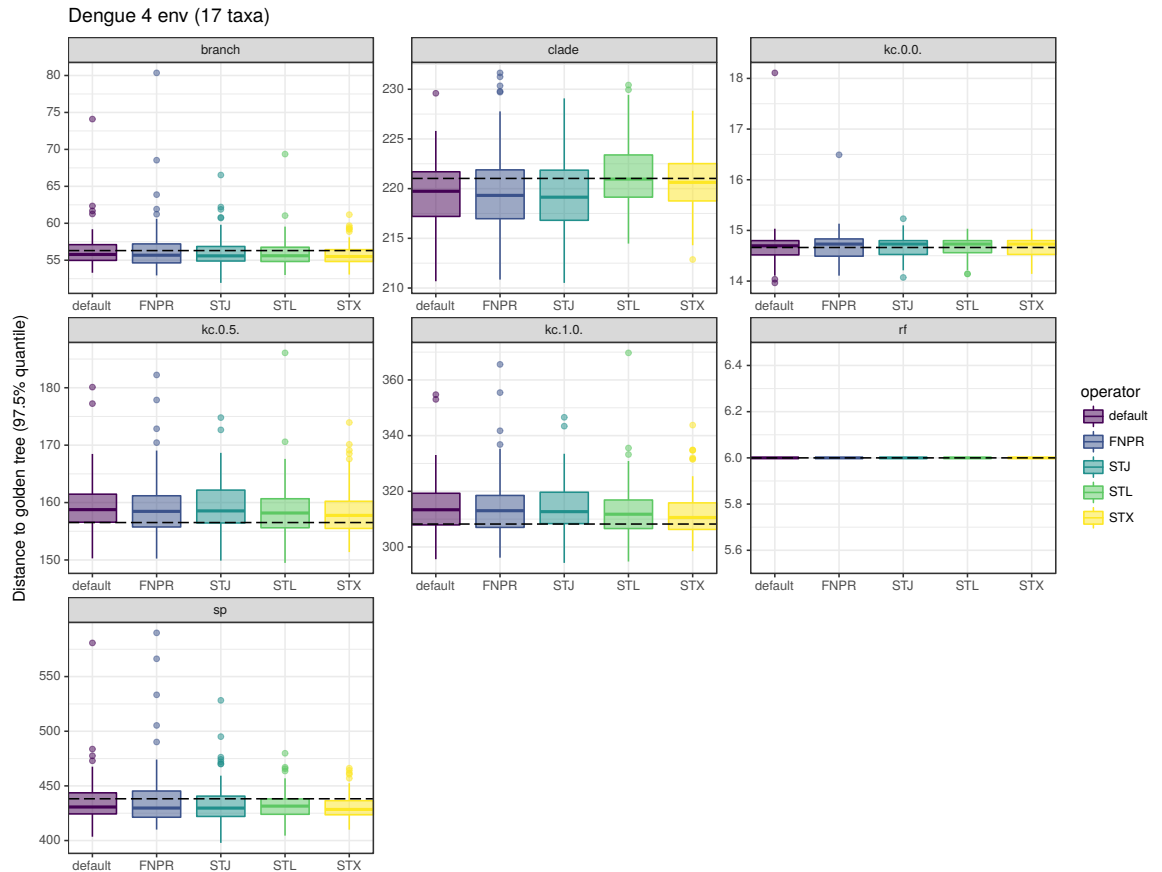 Dengue 4 env (17 taxa)
branch
clade
kc.0.0.
80
75
70
65
60
55
230
225
220
215
210
18
17
16
15
14
default FNPR STJ STL STX
default FNPR STJ STL STX
default FNPR STJ STL STX
kc.0.5.
kc.1.0.
rf
180
170
160
150
360
340
320
300
6.4
6.2
6.0
5.8
5.6
default FNPR STJ STL STX
default FNPR STJ STL STX
default FNPR STJ STL STX
sp
550
500
450
400
default FNPR STJ STL STX
Distance to golden tree (97.5% quantile)
operator
default
FNPR
STJ
STL
STX